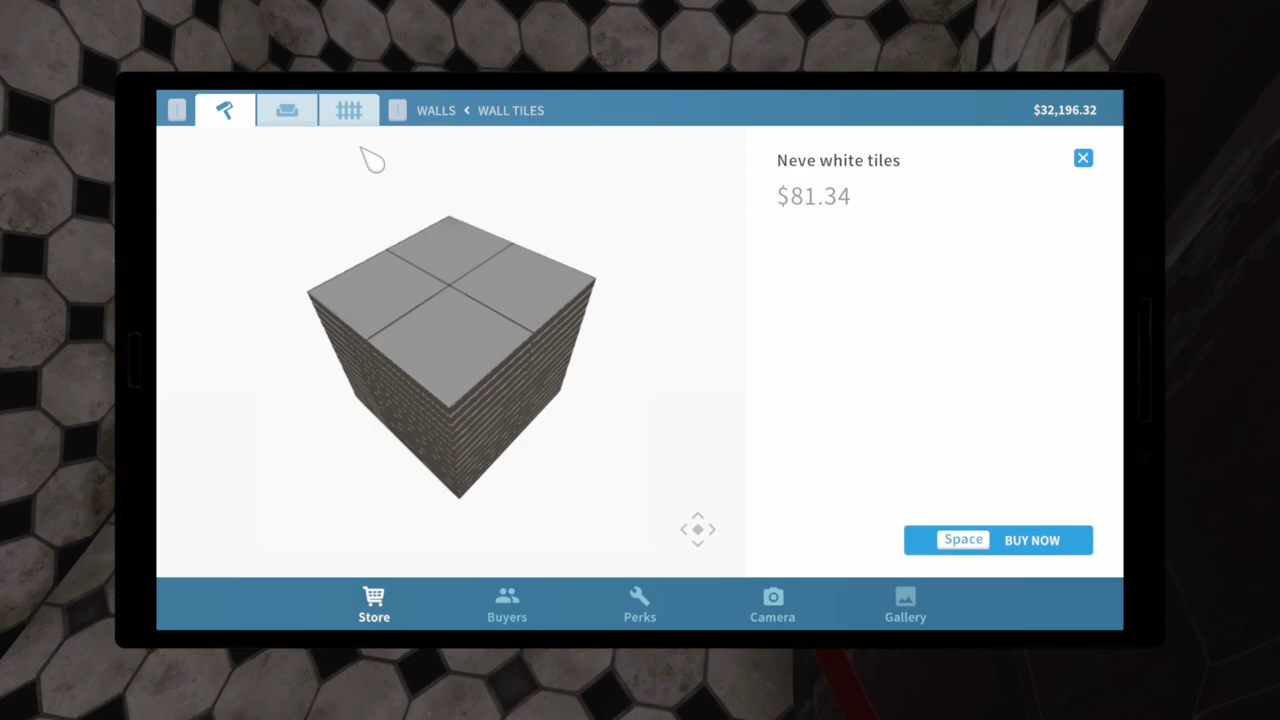 WALLS < WALL TILES
$32,196.32
Neve white tiles
$81.34
Space BUY NOW
Store Buyers Perks Camera Gallery